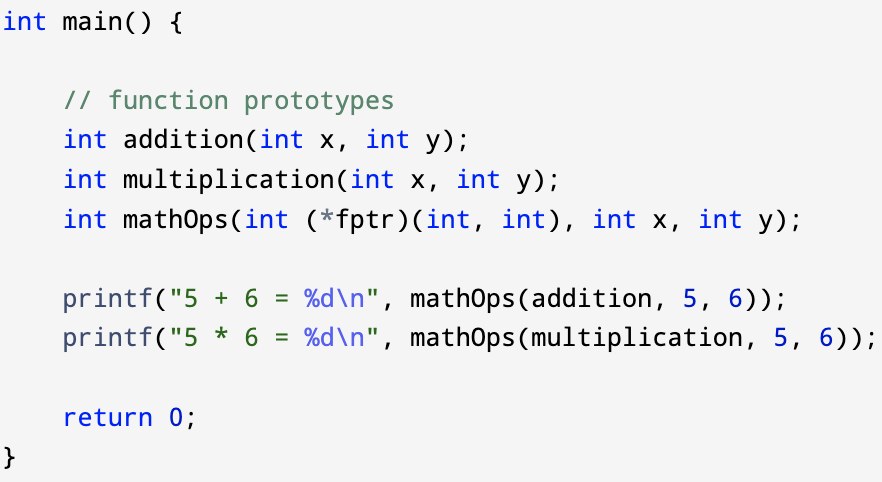 int main() {
// function prototypes
int addition(int x, int y);
int multiplication(int x, int y);
int mathOps(int (*fptr)(int, int), int x, int y);
printf("5 + 6 = %d\n", mathOps(addition, 5, 6));
printf("5 * 6 = %d\n", mathOps(multiplication, 5, 6));
return 0;
}